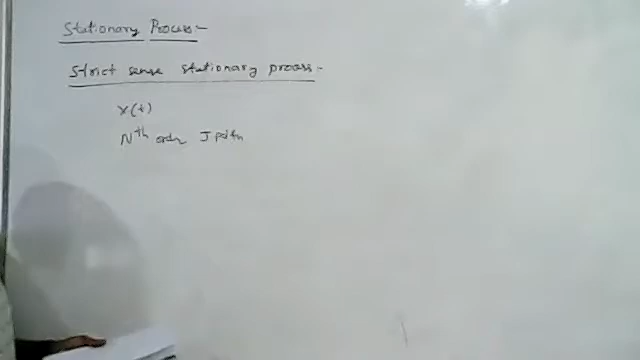 Stationary Process:-
Strict sense stationary process:-
X(t)
Nth order J pdfn